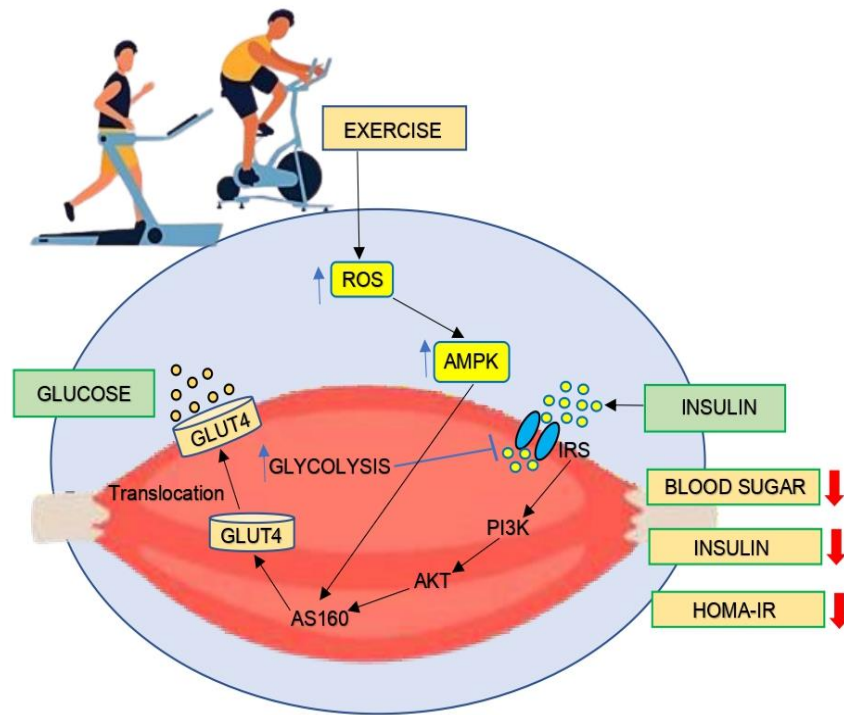 EXERCISE
ROS
AMPK
GLUCOSE
GLUT4
INSULIN
GLYCOLYSIS
IRS
Translocation
BLOOD SUGAR
GLUT4
PI3K
INSULIN
AKT
AS160
HOMA-IR